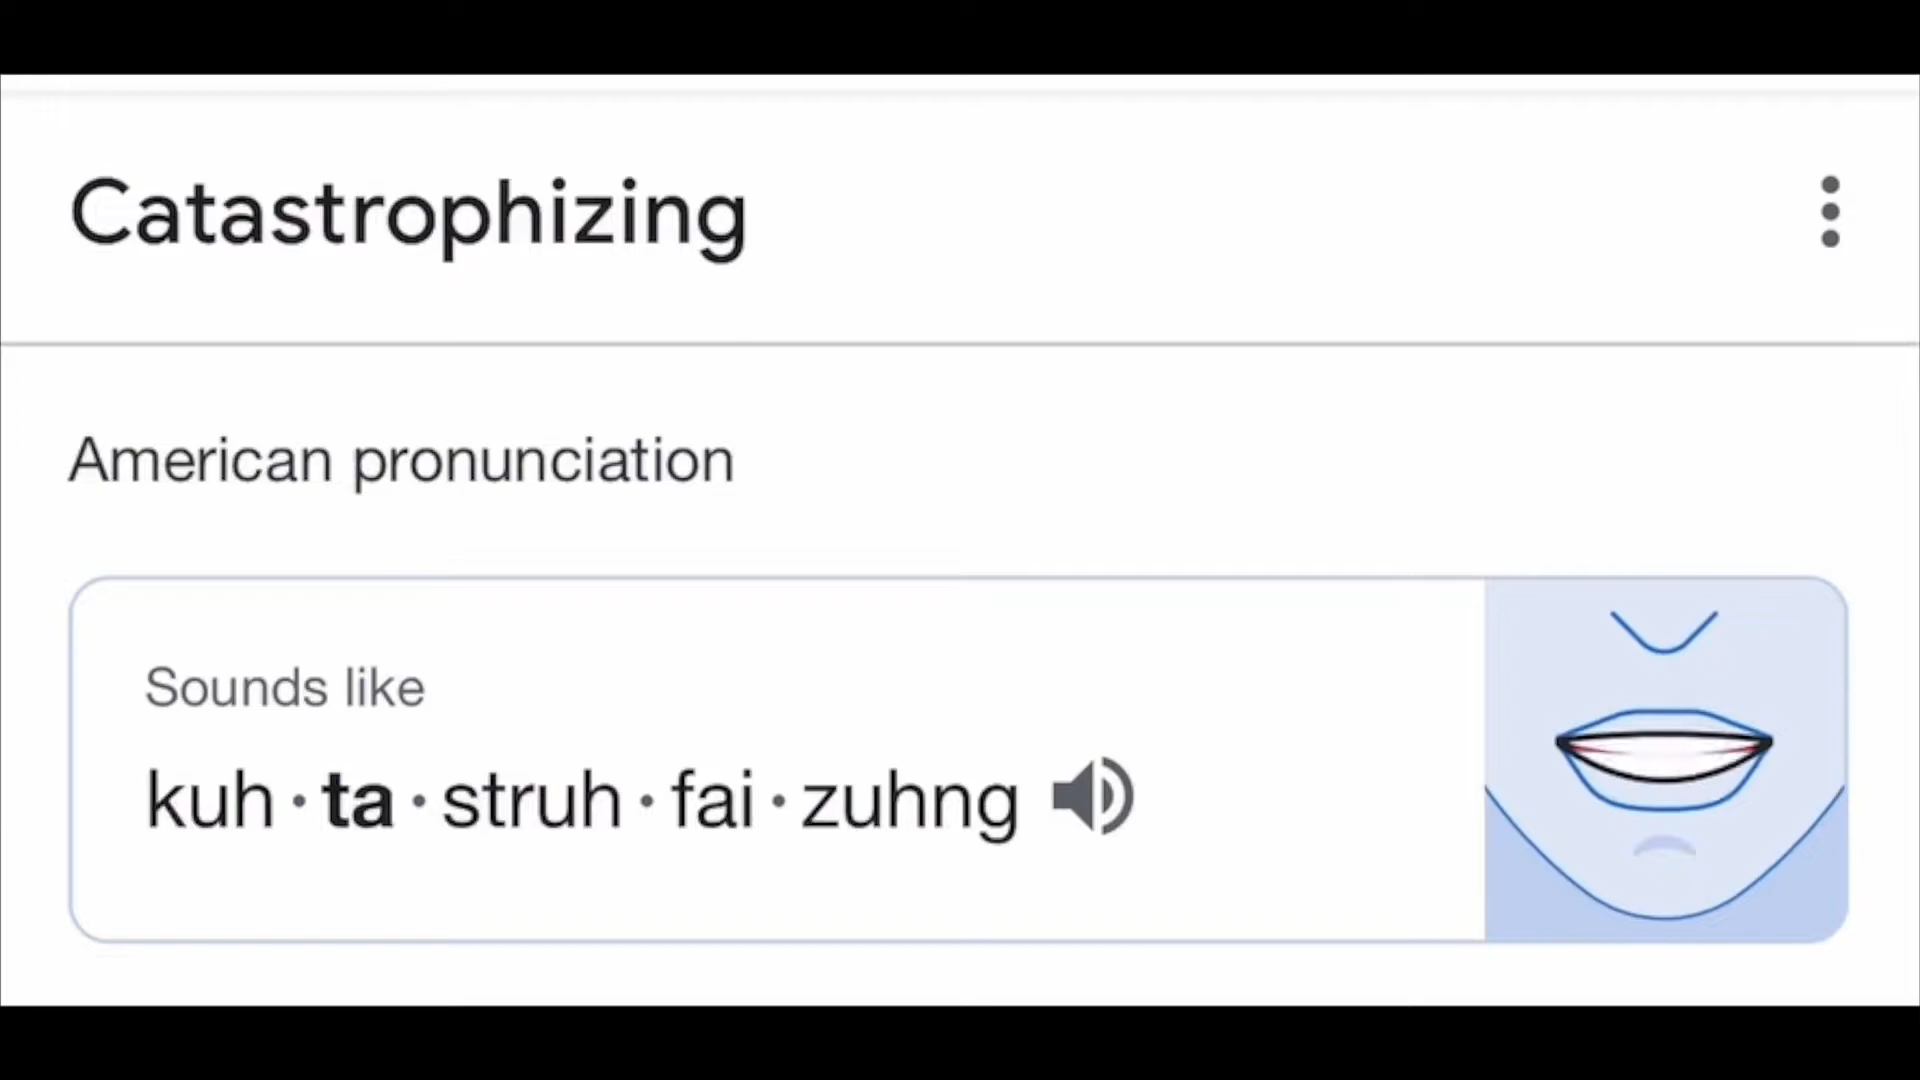 Catastrophizing
American pronunciation
Sounds like
kuh · ta · struh · fai · zuhng